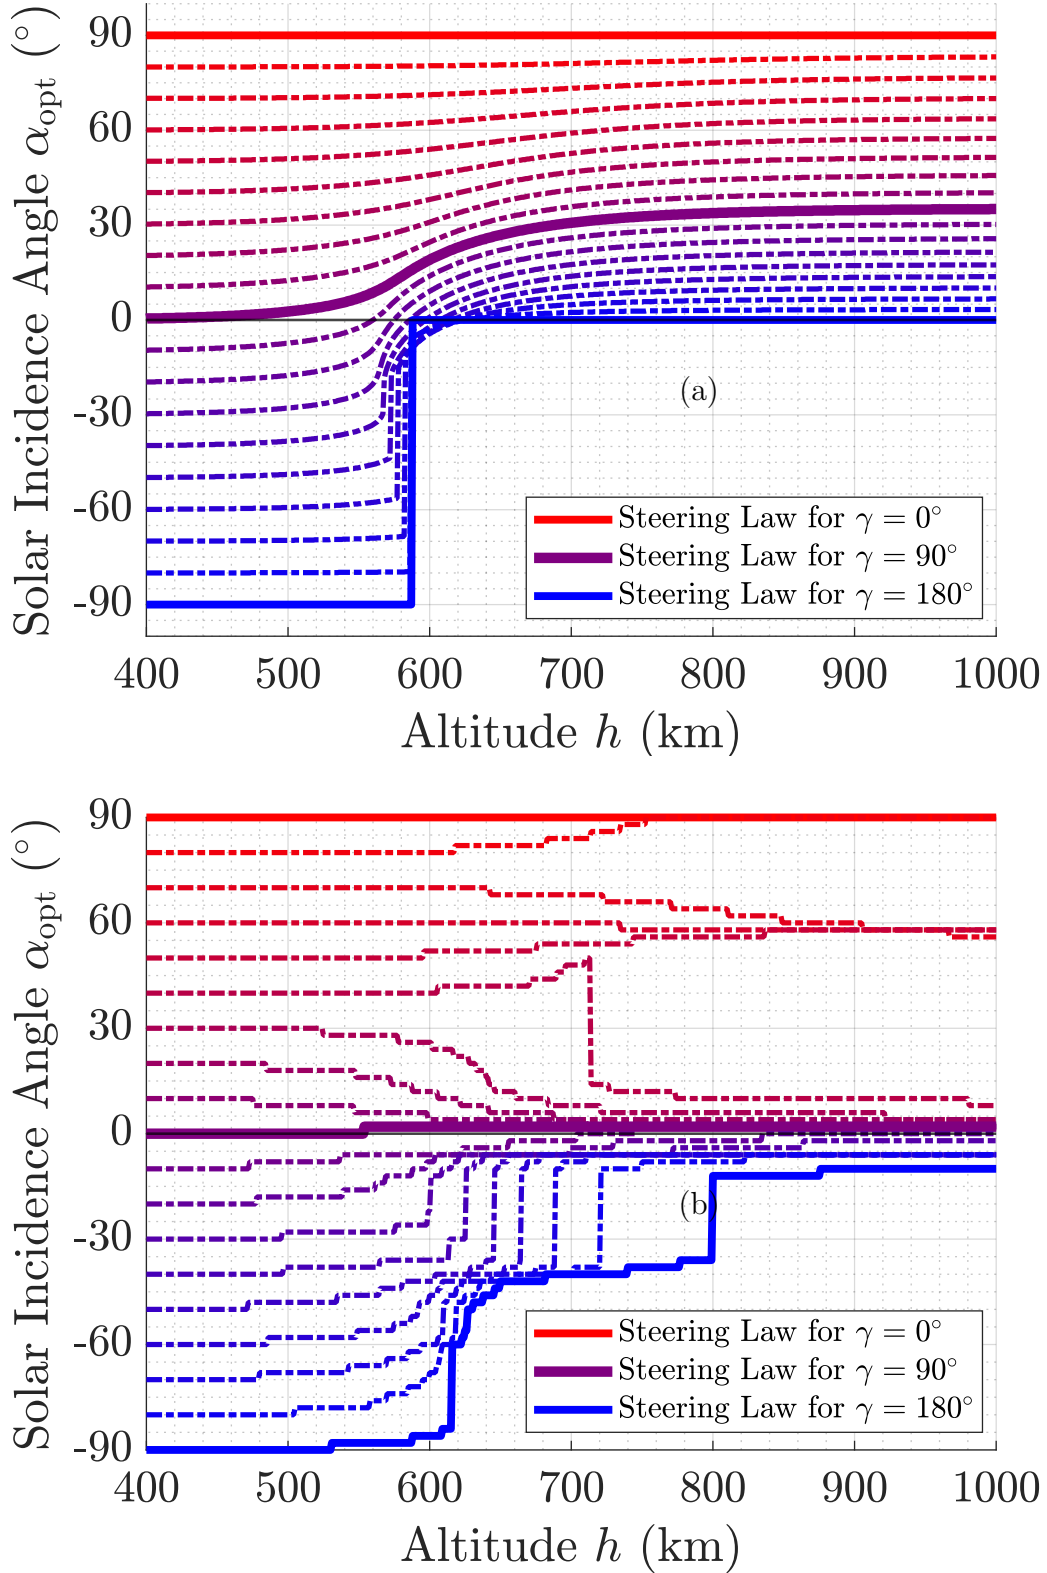 Solar Incidence Angle αopt (°)
90
60
30
0
-30
-60
-90
(a)
Steering Law for γ = 0°
Steering Law for γ = 90°
Steering Law for γ = 180°
400 500 600 700 800 900 1000
Altitude h (km)
Solar Incidence Angle αopt (°)
90
60
30
0
-30
-60
-90
(b)
Steering Law for γ = 0°
Steering Law for γ = 90°
Steering Law for γ = 180°
400 500 600 700 800 900 1000
Altitude h (km)